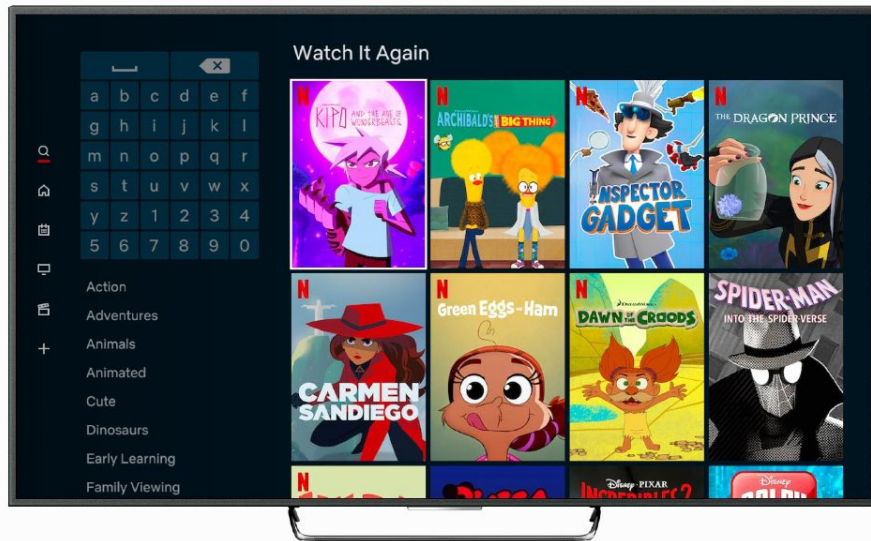 Watch It Again
a b c d e f
g h i j k l
m n o p q r
s t u v w x
y z 1 2 3 4
5 6 7 8 9 0
Action
Adventures
Animals
Animated
Cute
Dinosaurs
Early Learning
Family Viewing
N
KIPO AND THE AGE OF
WONDERBEASTS
N
ARCHIBALD'S NEXT BIG THING
N
INSPECTOR
GADGET
N
THE DRAGON PRINCE
N
CARMEN
SANDIEGO
N
Green Eggs and Ham
N
DREAMWORKS
DAWN OF THE CROODS
SPIDER-MAN
INTO THE SPIDER-VERSE
N
Disney PIXAR
INCREDIBLES 2
Disney